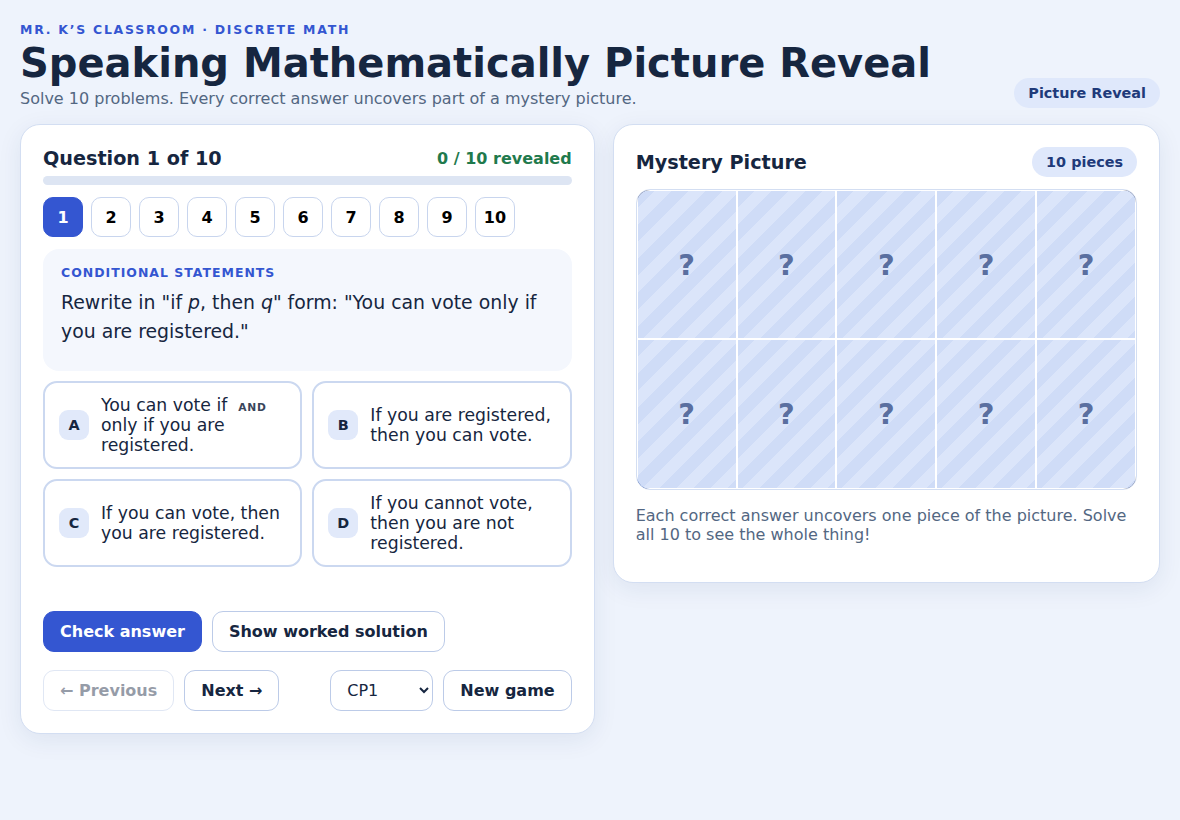 MR. K’S CLASSROOM · DISCRETE MATH
Speaking Mathematically Picture Reveal
Solve 10 problems. Every correct answer uncovers part of a mystery picture.
Picture Reveal
Question 1 of 10
0 / 10 revealed
1 2 3 4 5 6 7 8 9 10
CONDITIONAL STATEMENTS
Rewrite in "if p, then q" form: "You can vote only if
you are registered."
A
You can vote if AND
only if you are
registered.
B
If you are registered,
then you can vote.
C
If you can vote, then
you are registered.
D
If you cannot vote,
then you are not
registered.
Check answer
Show worked solution
← Previous
Next →
CP1
New game
Mystery Picture
10 pieces
? ? ? ? ?
? ? ? ? ?
Each correct answer uncovers one piece of the picture. Solve
all 10 to see the whole thing!